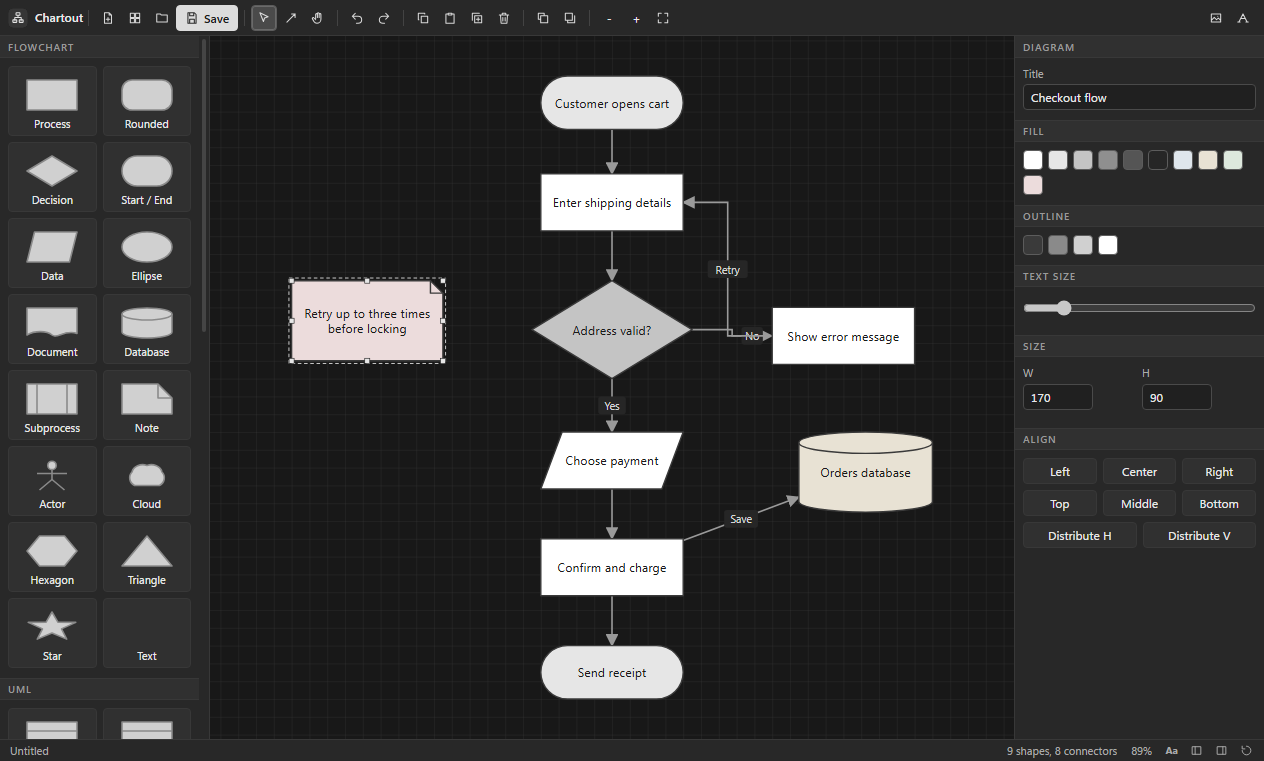 Chartout
Save
-
+
FLOWCHART
Process
Rounded
Decision
Start / End
Data
Ellipse
Document
Database
Subprocess
Note
Actor
Cloud
Hexagon
Triangle
Star
Text
UML
Customer opens cart
Enter shipping details
Retry
Retry up to three times
before locking
Address valid?
No
Show error message
Yes
Choose payment
Orders database
Save
Confirm and charge
Send receipt
DIAGRAM
Title
Checkout flow
FILL
OUTLINE
TEXT SIZE
SIZE
W
H
170
90
ALIGN
Left
Center
Right
Top
Middle
Bottom
Distribute H
Distribute V
Untitled
9 shapes, 8 connectors
89%
Aa